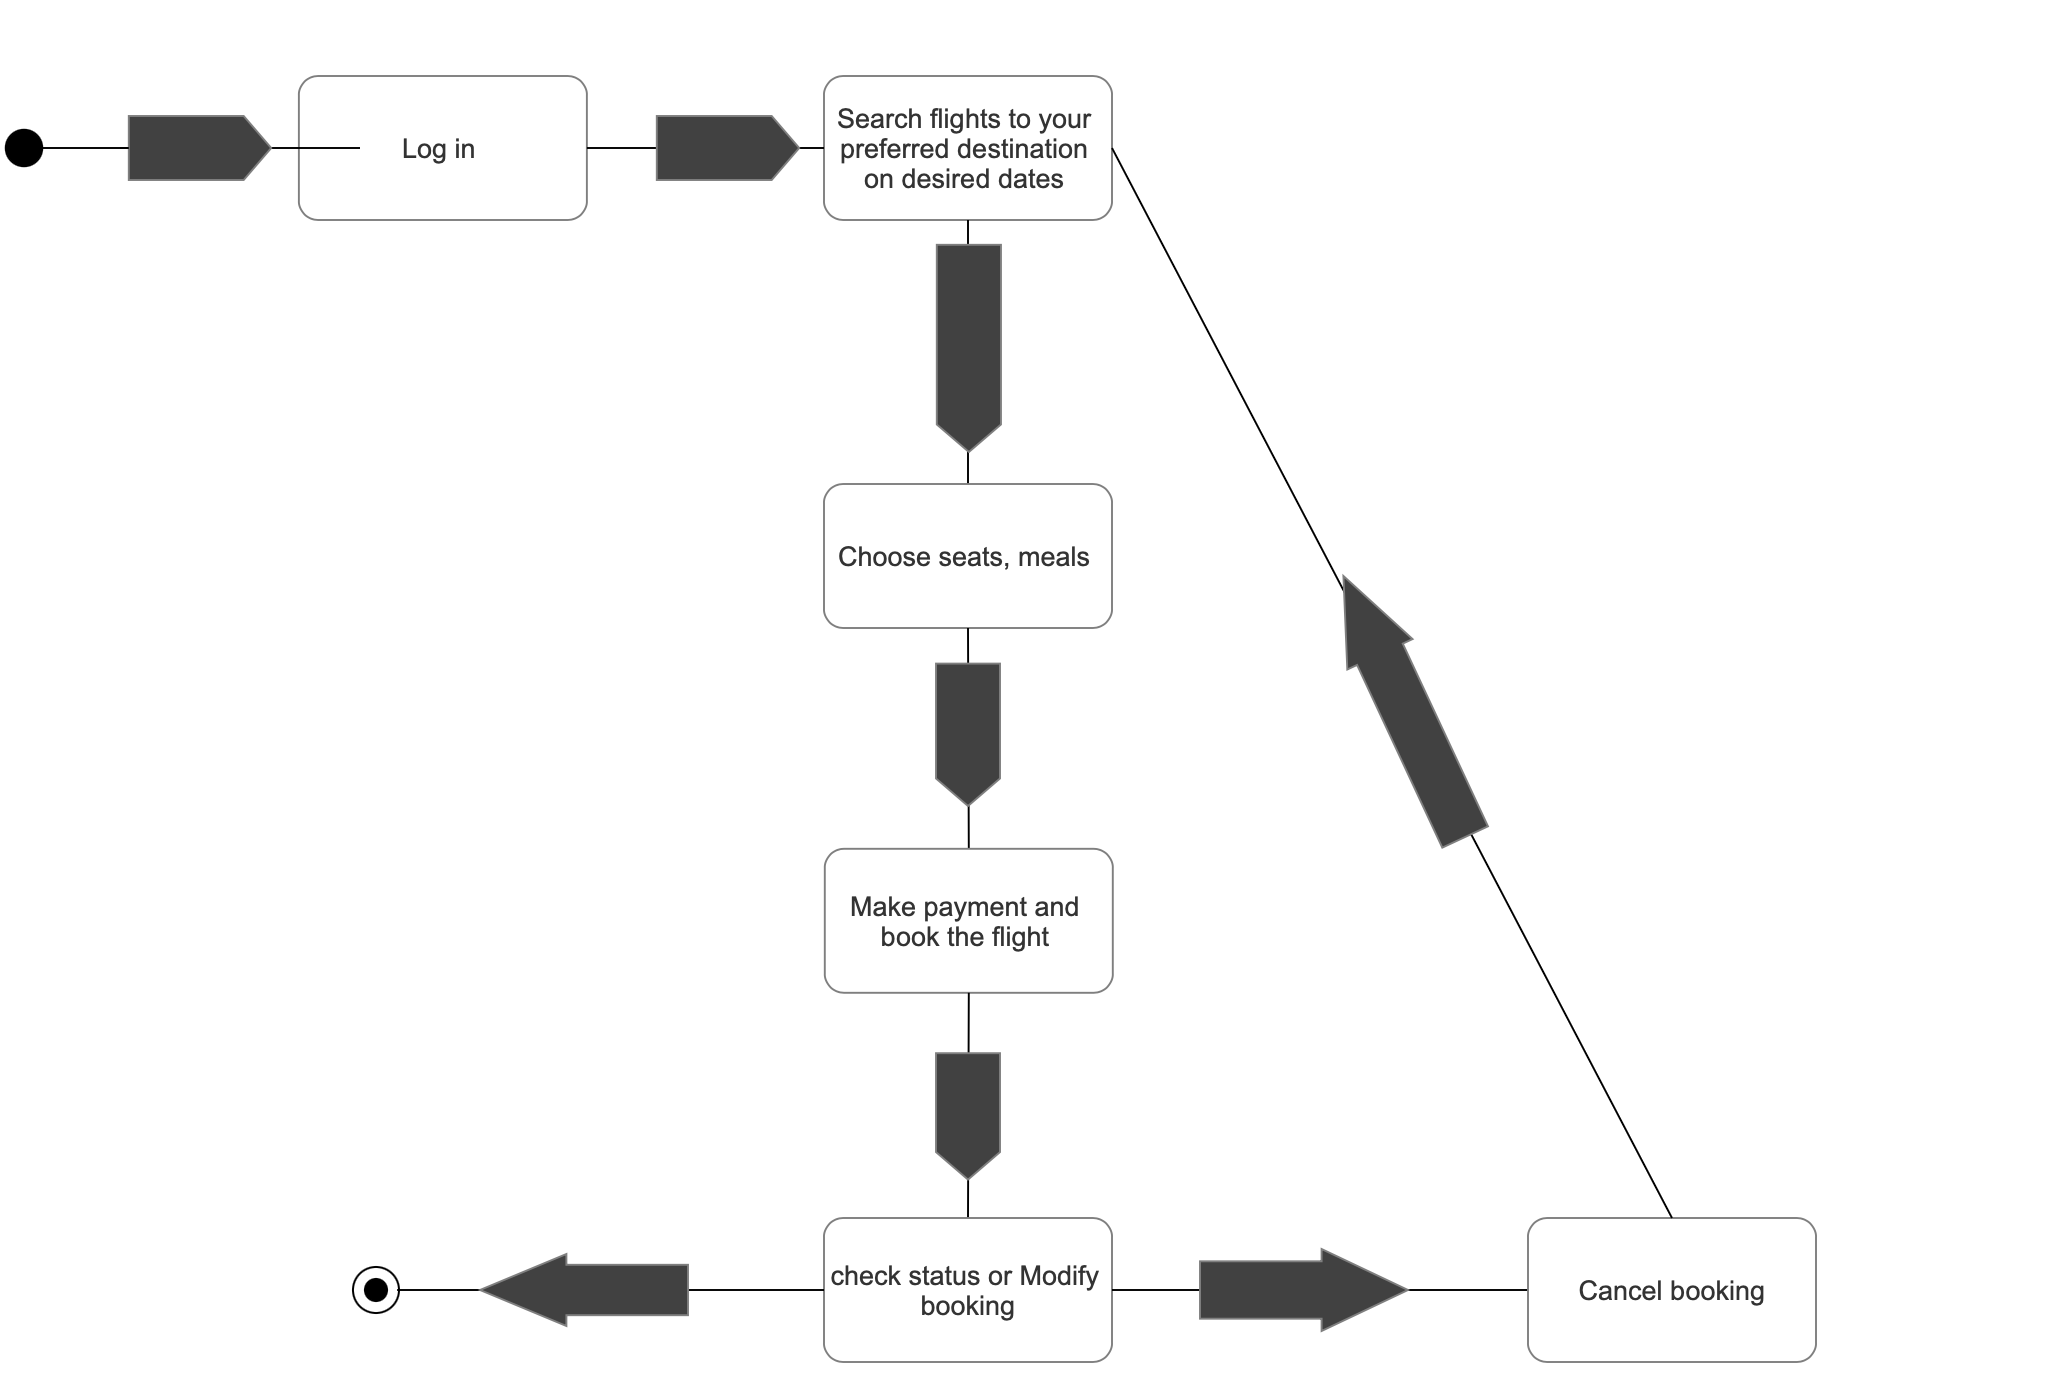 Log in
Search flights to your
preferred destination
on desired dates
Choose seats, meals
Make payment and
book the flight
check status or Modify
booking
Cancel booking